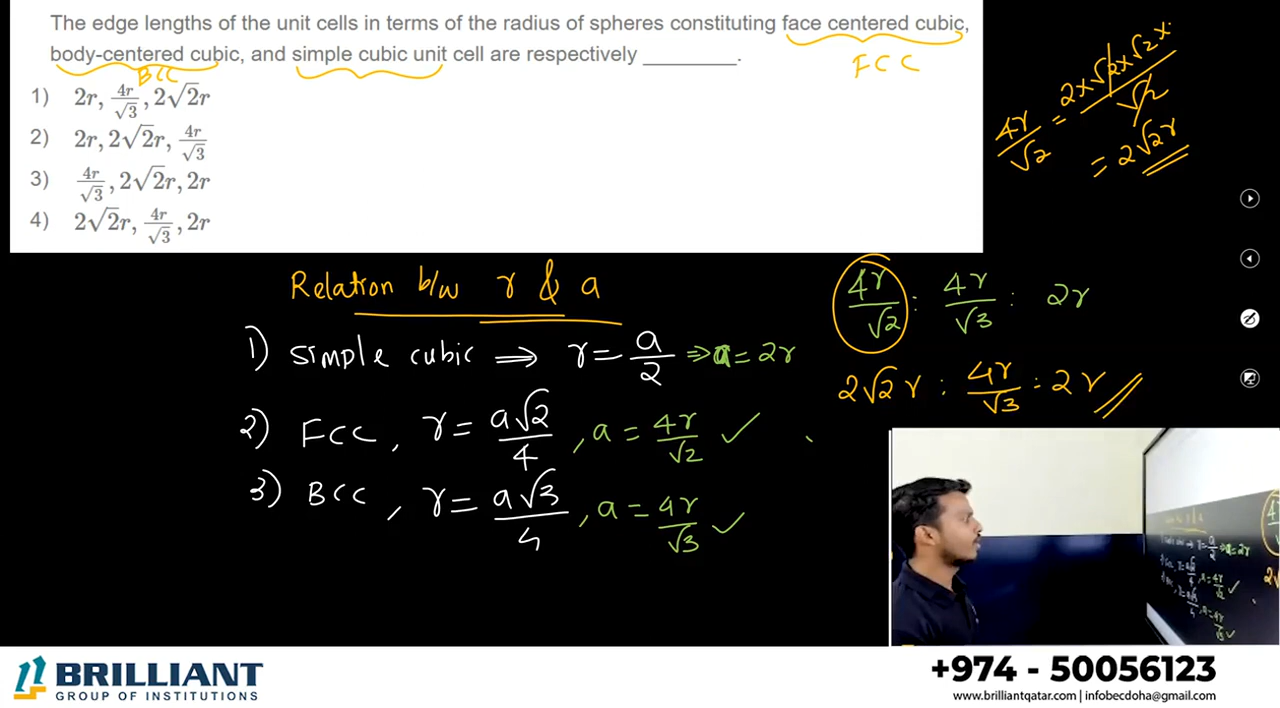 The edge lengths of the unit cells in terms of the radius of spheres constituting face centered cubic,
body-centered cubic, and simple cubic unit cell are respectively __________.
BCC
FCC
1) 2r, 4r/√3, 2√2r
2) 2r, 2√2r, 4r/√3
3) 4r/√3, 2√2r, 2r
4) 2√2r, 4r/√3, 2r
4r/√2 = 2×√2×√2×/√2
= 2√2r
Relation b/w r & a
1) Simple cubic ⟹ r = a/2 ⇒ a = 2r
2) FCC, r = a√2/4, a = 4r/√2 ✓
3) BCC, r = a√3/4, a = 4r/√3 ✓
4r/√2 : 4r/√3 : 2r
2√2r : 4r/√3 : 2r
BRILLIANT
GROUP OF INSTITUTIONS
+974 - 50056123
www.brilliantqatar.com | infobecdoha@gmail.com